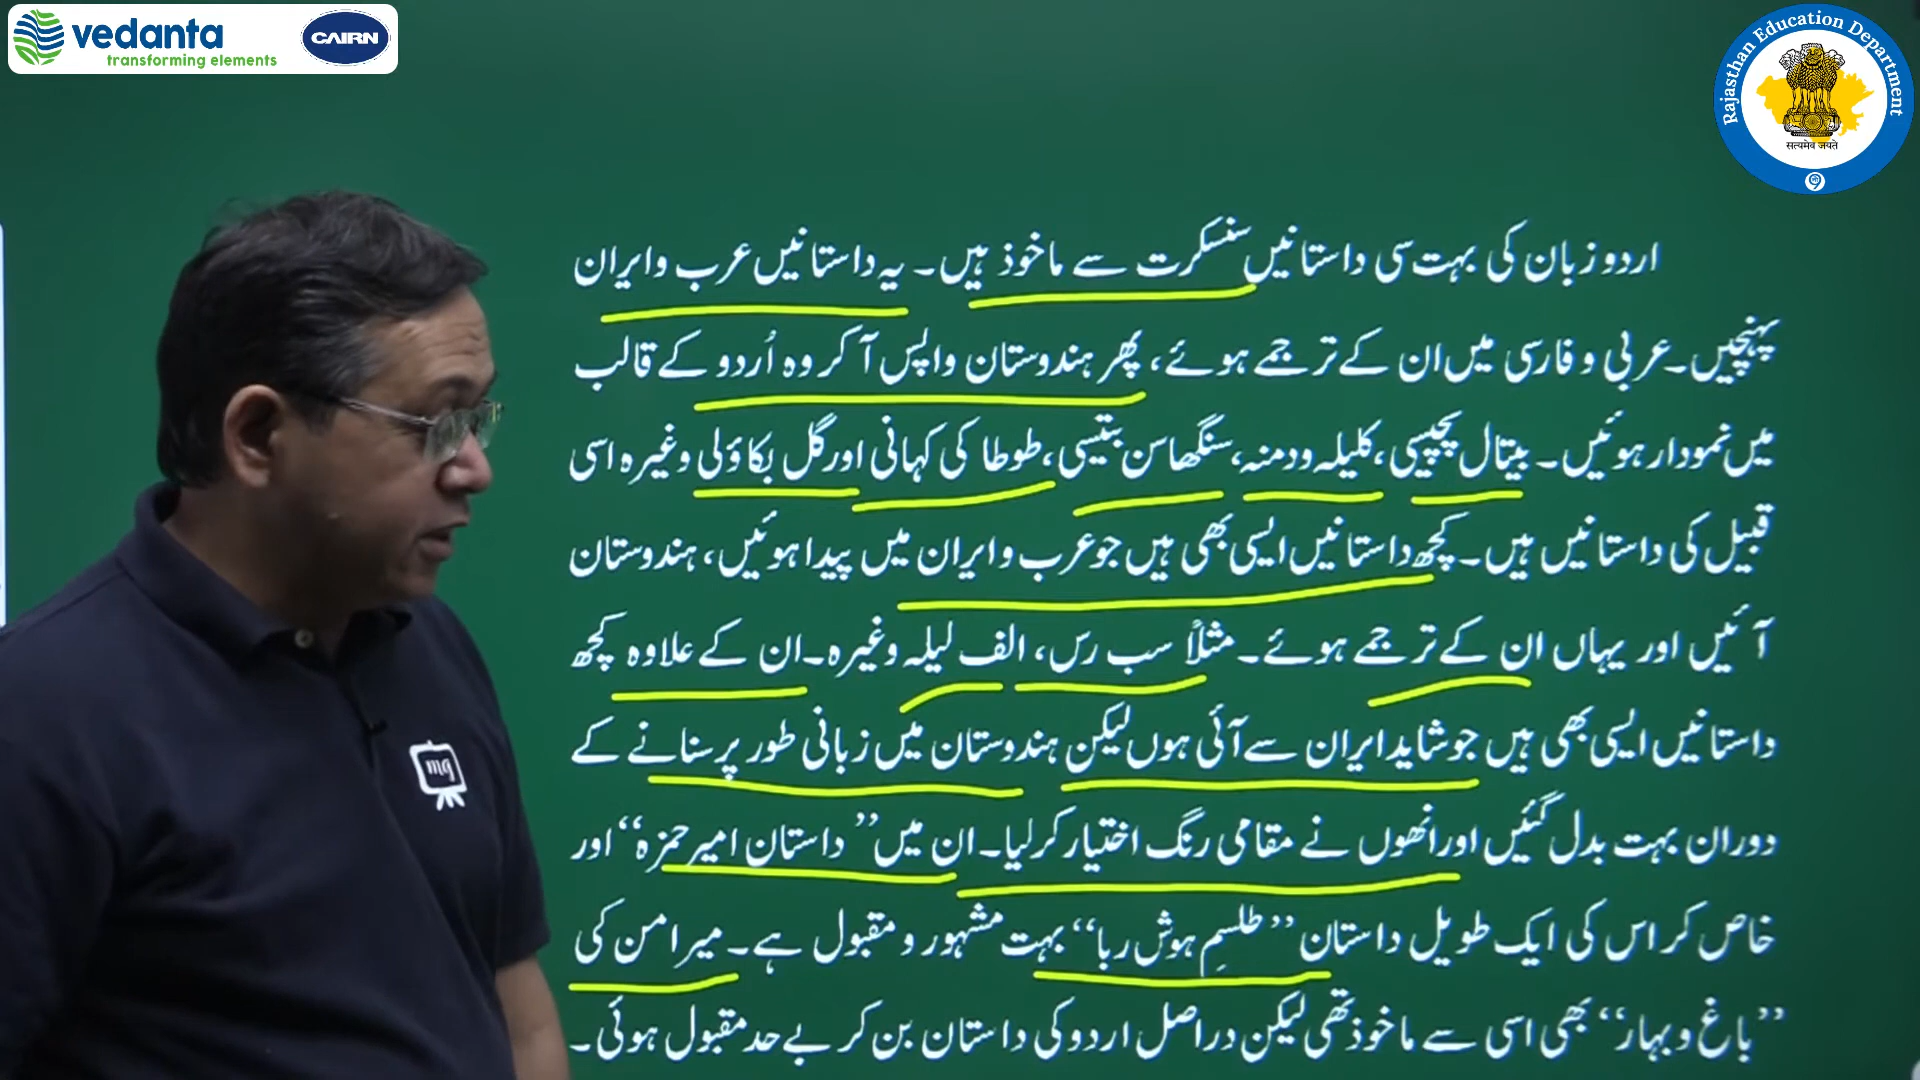 vedanta
transforming elements
CAIRN
Rajasthan Education Department
सत्यमेव जयते
اردو زبان کی بہت سی داستانیں سنسکرت سے ماخوذ ہیں۔ یہ داستانیں عرب و ایران
پہنچیں۔ عربی و فارسی میں ان کے ترجمے ہوئے، پھر ہندوستان واپس آ کر وہ اُردو کے قالب
میں نمودار ہوئیں۔ بیتال پچیسی، کلیلہ ودمنہ، سنگھاسن بتیسی، طوطا کی کہانی اور گل بکاؤلی وغیرہ اسی
قبیل کی داستانیں ہیں۔ کچھ داستانیں ایسی بھی ہیں جو عرب و ایران میں پیدا ہوئیں، ہندوستان
آئیں اور یہاں ان کے ترجمے ہوئے۔ مثلاً سب رس، الف لیلہ وغیرہ۔ ان کے علاوہ کچھ
داستانیں ایسی بھی ہیں جو شاید ایران سے آئی ہوں لیکن ہندوستان میں زبانی طور پر سنانے کے
دوران بہت بدل گئیں اور انھوں نے مقامی رنگ اختیار کر لیا۔ ان میں ”داستان امیر حمزہ“ اور
خاص کر اس کی ایک طویل داستان ”طلسمِ ہوش ربا“ بہت مشہور و مقبول ہے۔ میر امن کی
”باغ و بہار“ بھی اسی سے ماخوذ تھی لیکن دراصل اردو کی داستان بن کر بے حد مقبول ہوئی۔
mq